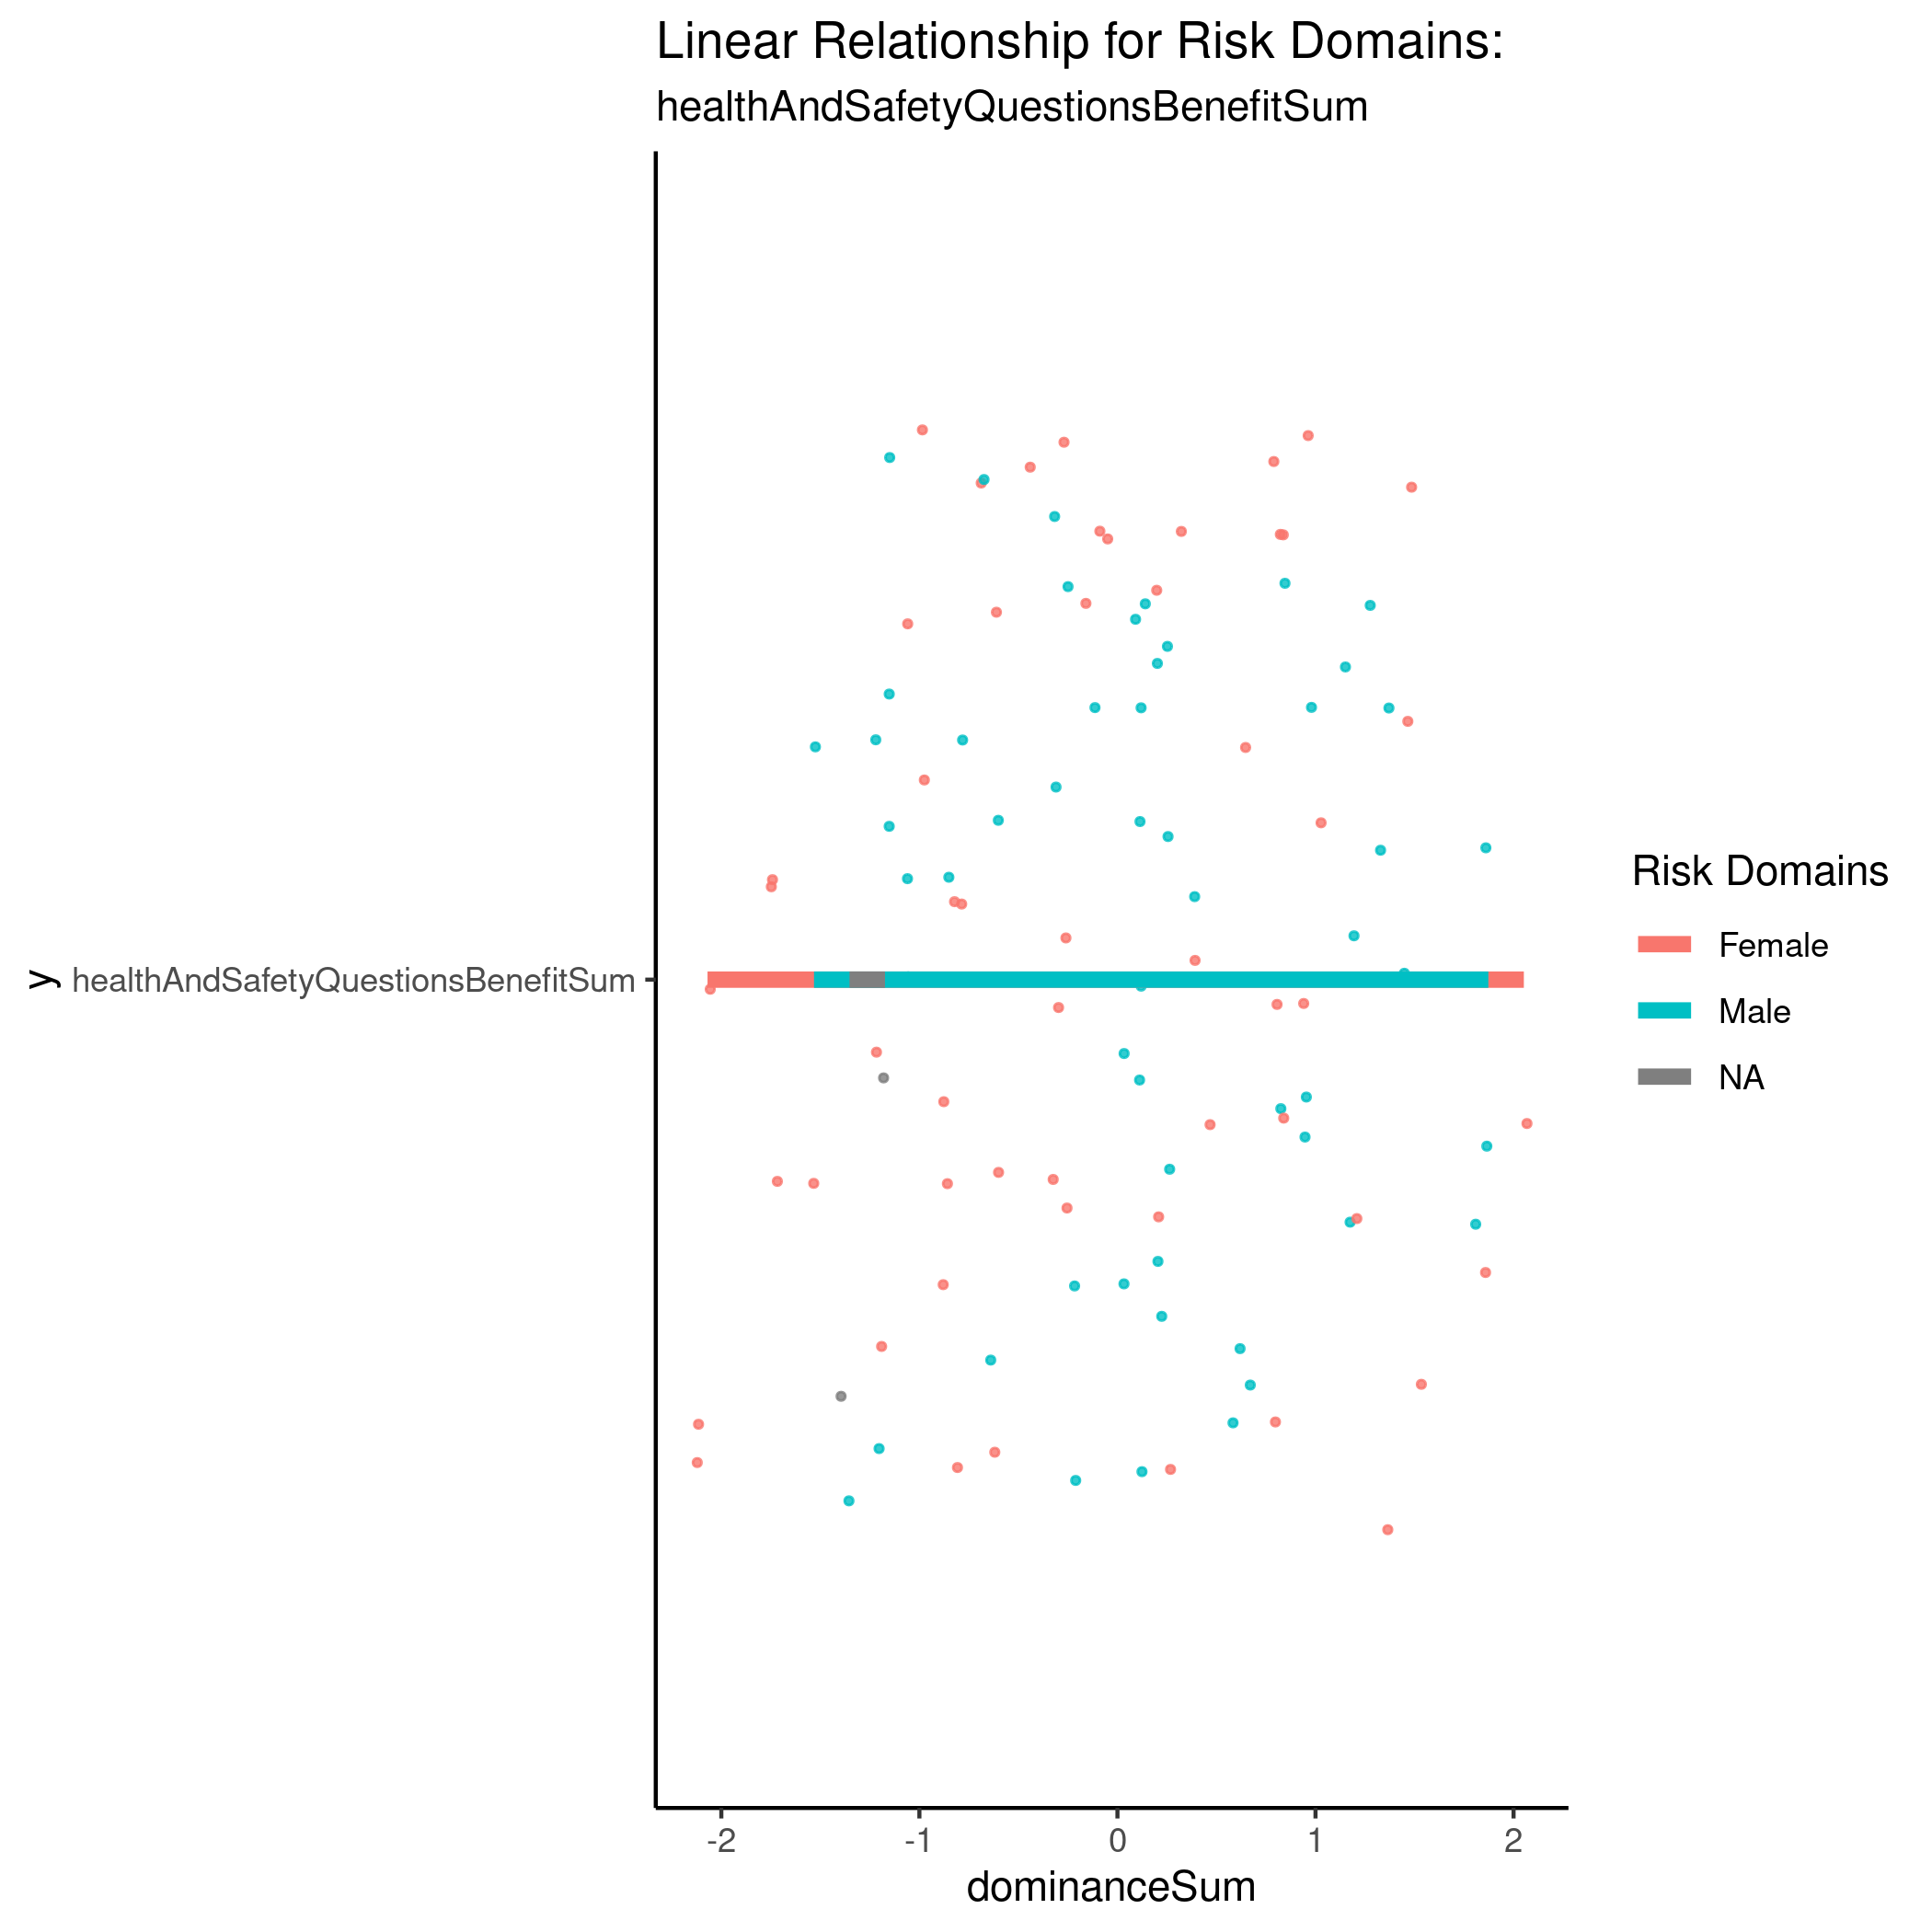 Linear Relationship for Risk Domains:
healthAndSafetyQuestionsBenefitSum
y
healthAndSafetyQuestionsBenefitSum
Risk Domains
Female
Male
NA
-2 -1 0 1 2
dominanceSum